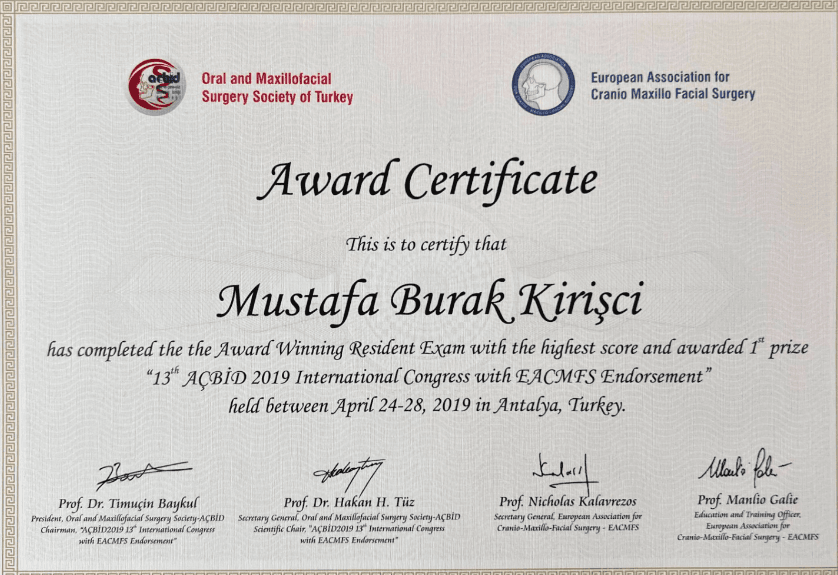 açbid
Oral and Maxillofacial
Surgery Society of Turkey
European Association for
Cranio Maxillo Facial Surgery
Award Certificate
This is to certify that
Mustafa Burak Kirişci
has completed the the Award Winning Resident Exam with the highest score and awarded 1st prize
“13th AÇBİD 2019 International Congress with EACMFS Endorsement”
held between April 24-28, 2019 in Antalya, Turkey.
Prof. Dr. Timuçin Baykul
President, Oral and Maxillofacial Surgery Society-AÇBİD
Chairman, “AÇBİD2019 13th International Congress
with EACMFS Endorsement”
Prof. Dr. Hakan H. Tüz
Secretary General, Oral and Maxillofacial Surgery Society-AÇBİD
Scientific Chair, “AÇBİD2019 13th International Congress
with EACMFS Endorsement”
Prof. Nicholas Kalavrezos
Secretary General, European Association for
Cranio-Maxillo-Facial Surgery - EACMFS
Prof. Manlio Galie
Education and Training Officer,
European Association for
Cranio-Maxillo-Facial Surgery - EACMFS